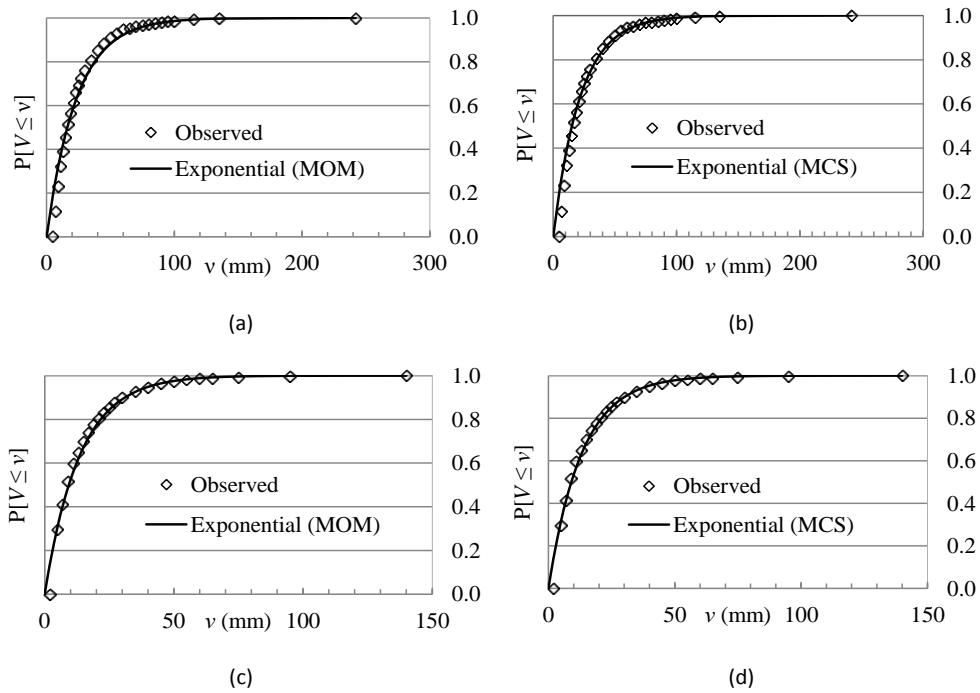 1.0
0.8
0.6
0.4
0.2
0.0
P[V ≤ v]
Observed
Exponential (MOM)
0 100 200 300
v (mm)
(a)
1.0
0.8
0.6
0.4
0.2
0.0
P[V ≤ v]
Observed
Exponential (MCS)
0 100 200 300
v (mm)
(b)
1.0
0.8
0.6
0.4
0.2
0.0
P[V ≤ v]
Observed
Exponential (MOM)
0 50 100 150
v (mm)
(c)
1.0
0.8
0.6
0.4
0.2
0.0
P[V ≤ v]
Observed
Exponential (MCS)
0 50 100 150
v (mm)
(d)